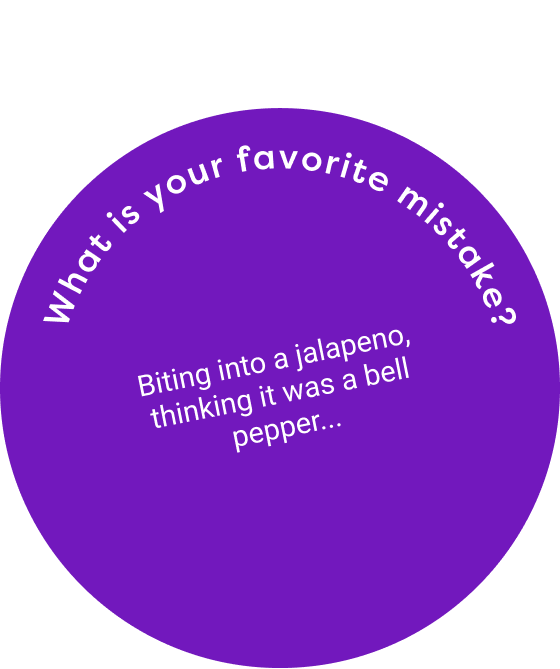 What is your favorite mistake?
Biting into a jalapeno,
thinking it was a bell
pepper...